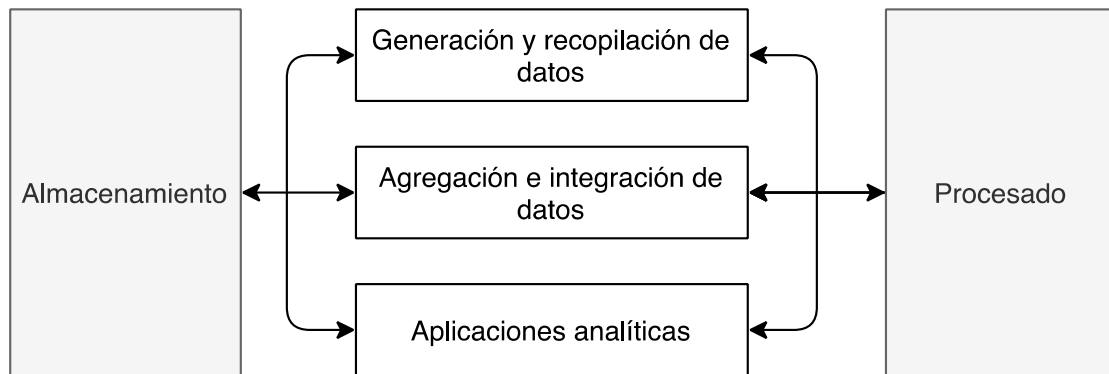 Generación y recopilación de
datos
Almacenamiento
Agregación e integración de
datos
Procesado
Aplicaciones analíticas